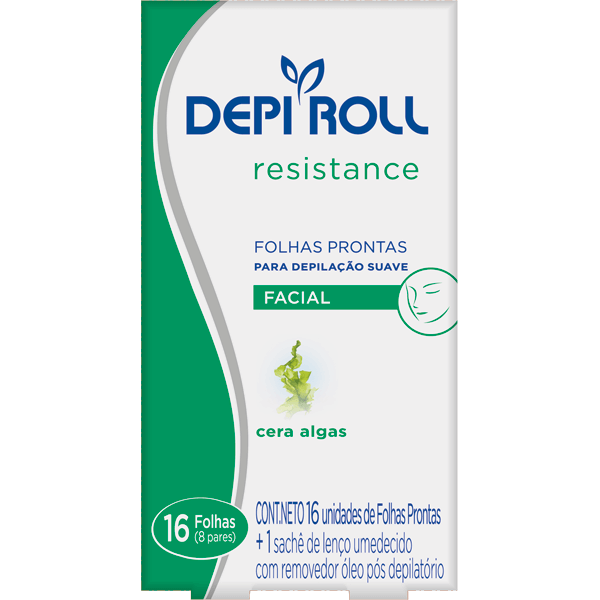 DEPI ROLL
resistance
FOLHAS PRONTAS
PARA DEPILAÇÃO SUAVE
FACIAL
cera algas
16 Folhas
(8 pares)
CONT.NETO 16 unidades de Folhas Prontas
+ 1 sachê de lenço umedecido
com removedor óleo pós depilatório